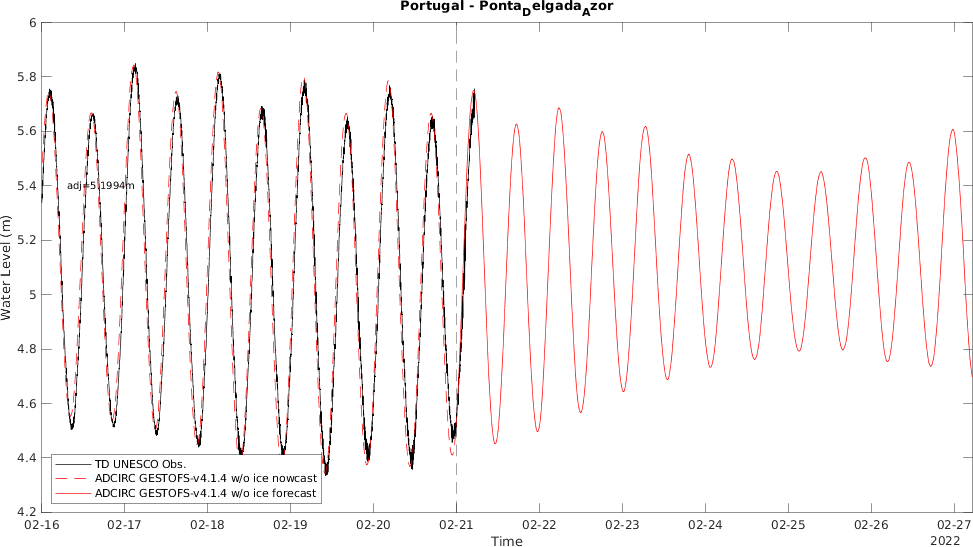 Portugal - Ponta_Delgada_Azor
6
5.8
5.6
5.4
5.2
5
4.8
4.6
4.4
4.2
Water Level (m)
adj=5.1994m
TD UNESCO Obs.
ADCIRC GESTOFS-v4.1.4 w/o ice nowcast
ADCIRC GESTOFS-v4.1.4 w/o ice forecast
02-16 02-17 02-18 02-19 02-20 02-21 02-22 02-23 02-24 02-25 02-26 02-27
Time
2022